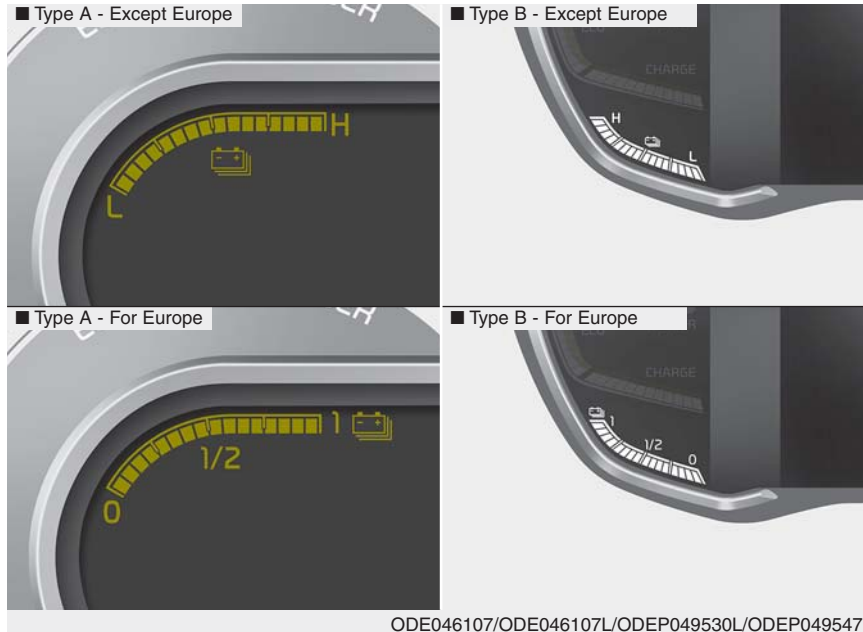 ■ Type A - Except Europe
H
L
■ Type B - Except Europe
CHARGE
H
L
■ Type A - For Europe
1
1/2
0
■ Type B - For Europe
CHARGE
1
1/2
0
ODE046107/ODE046107L/ODEP049530L/ODEP049547